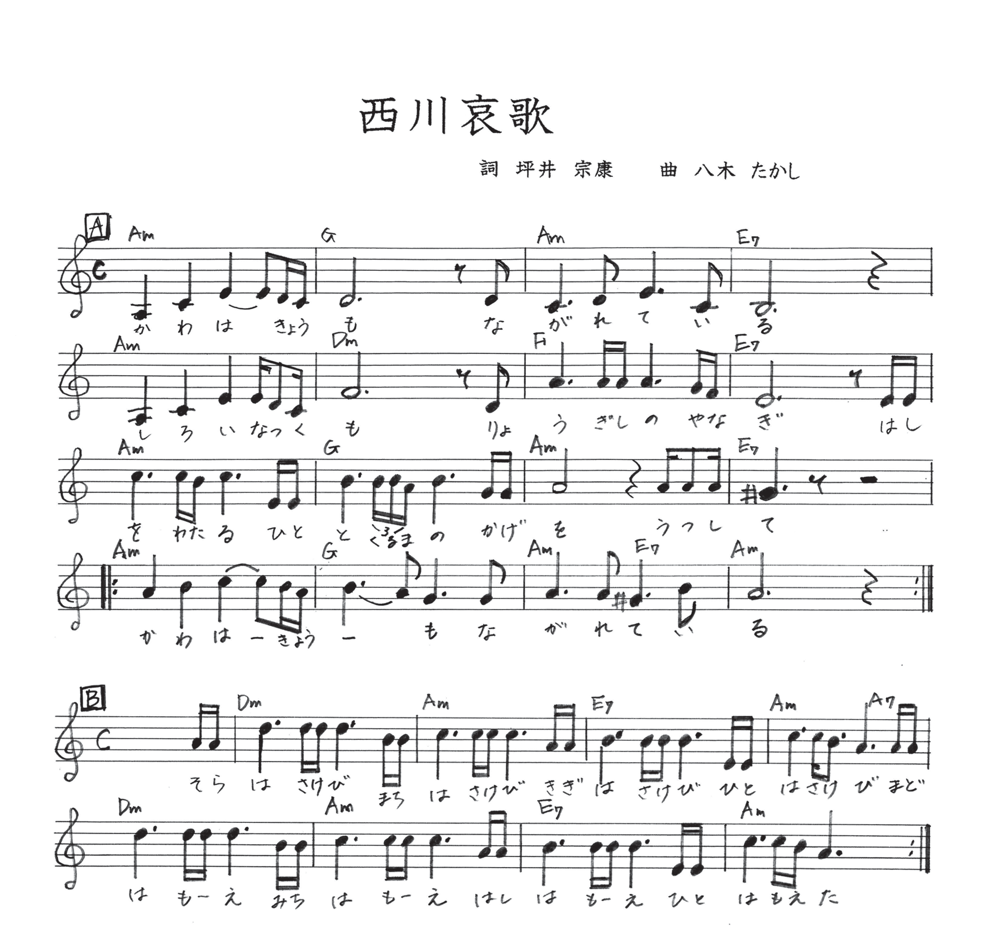 西川哀歌
詞 坪井 宗康 曲 八木 たかし
A
Am G Am E7
か わ は きょう も な が れ て い る
Am Dm F E7
し ろ い なっく も りょ う ぎし の やな ぎ はし
Am G Am E7
を わたる ひと と くるま の かげ を うつし て
3
Am G Am E7 Am
か わ は ー きょう ー も な が れ て い る
B
Dm Am E7 Am A7
そら は さけび まち は さけび きぎ は さけび ひと は さけ び まど
Dm Am E7 Am
は もー え みち は もー え はし は もー え ひと は もえ た